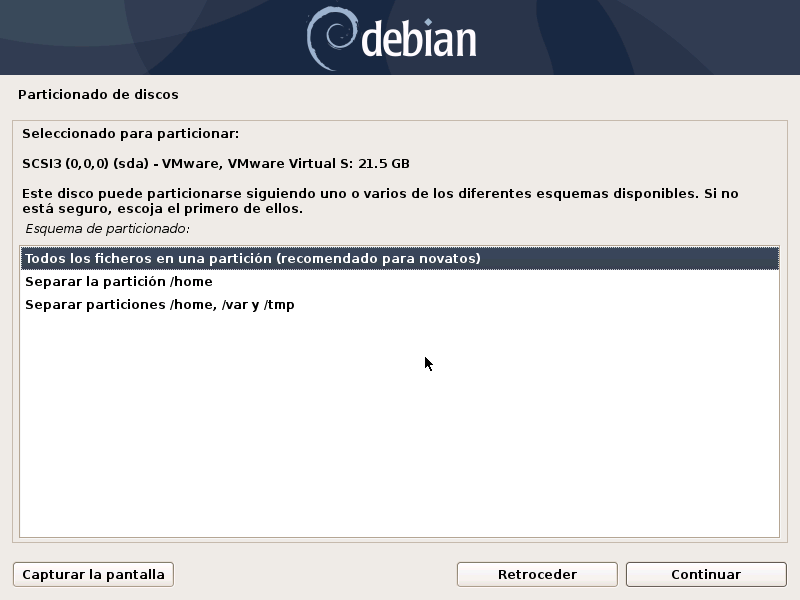 debian
Particionado de discos
Seleccionado para particionar:
SCSI3 (0,0,0) (sda) - VMware, VMware Virtual S: 21.5 GB
Este disco puede particionarse siguiendo uno o varios de los diferentes esquemas disponibles. Si no
está seguro, escoja el primero de ellos.
Esquema de particionado:
Todos los ficheros en una partición (recomendado para novatos)
Separar la partición /home
Separar particiones /home, /var y /tmp
Capturar la pantalla
Retroceder
Continuar